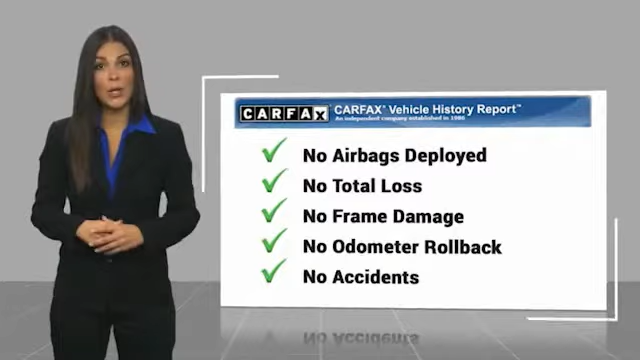 CARFAX CARFAX® Vehicle History Report™
An independent company established in 1986
No Airbags Deployed
No Total Loss
No Frame Damage
No Odometer Rollback
No Accidents